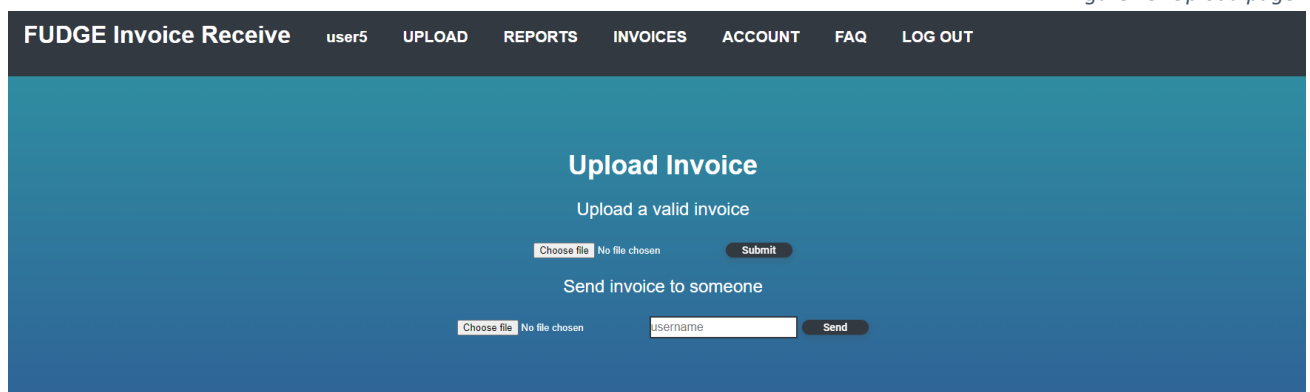 FUDGE Invoice Receive user5 UPLOAD REPORTS INVOICES ACCOUNT FAQ LOG OUT
Upload Invoice
Upload a valid invoice
Choose file No file chosen Submit
Send invoice to someone
Choose file No file chosen username Send